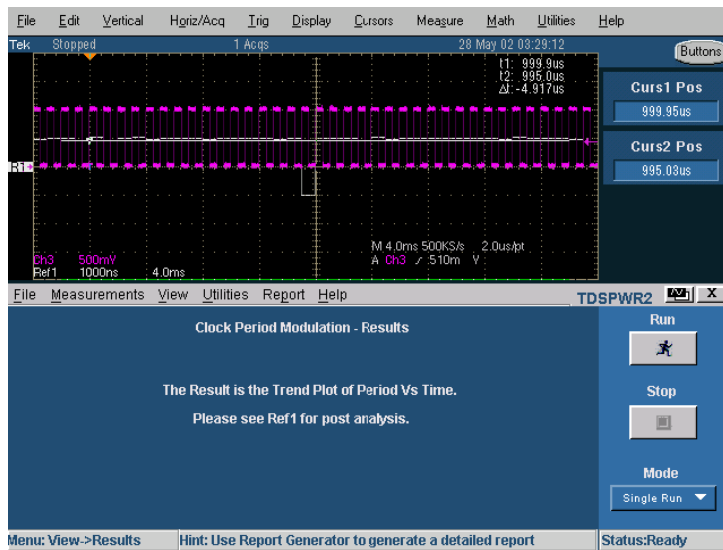 File Edit Vertical Horiz/Acq Trig Display Cursors Measure Math Utilities Help
Tek Stopped 1 Acqs 28 May 02 03:29:12 Buttons
t1: 999.9us
t2: 995.0us
Δt: -4.917us
Curs1 Pos
999.95us
Curs2 Pos
995.03us
R1
M 4.0ms 500KS/s 2.0us/pt
Ch3 500mV A Ch3 ∕ 510m V
Ref1 1000ns 4.0ms
File Measurements View Utilities Report Help TDSPWR2 X
Clock Period Modulation - Results
Run
The Result is the Trend Plot of Period Vs Time.
Stop
Please see Ref1 for post analysis.
Mode
Single Run
Menu: View->Results Hint: Use Report Generator to generate a detailed report Status:Ready